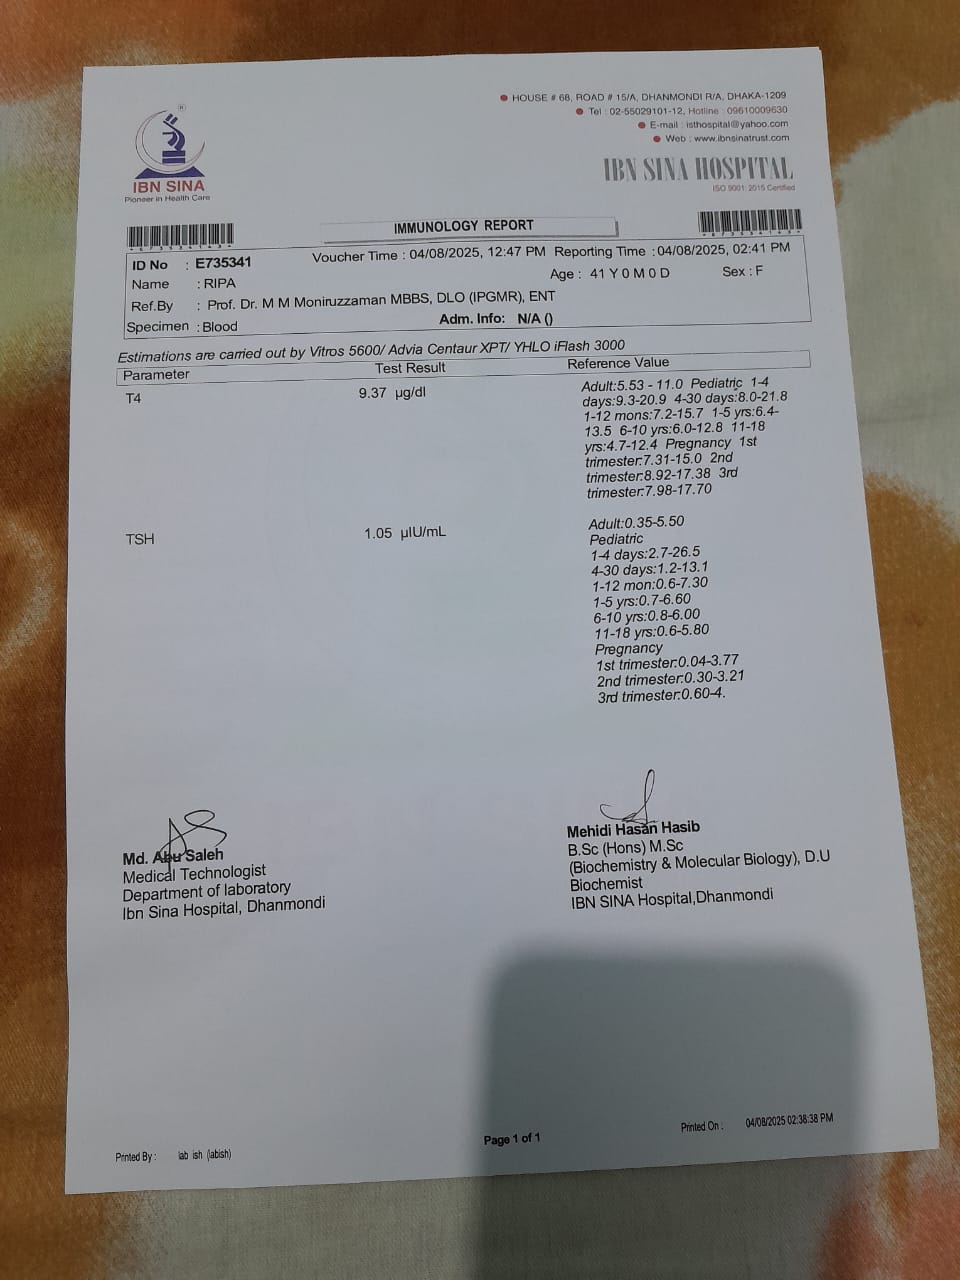 HOUSE # 68, ROAD # 15/A, DHANMONDI R/A, DHAKA-1209
Tel : 02-55029101-12, Hotline : 09610009630
E-mail : isthospital@yahoo.com
Web : www.ibnsinatrust.com
IBN SINA HOSPITAL
ISO 9001: 2015 Certified
®
IBN SINA
Pioneer in Health Care
IMMUNOLOGY REPORT
ID No : E735341
Voucher Time : 04/08/2025, 12:47 PM Reporting Time : 04/08/2025, 02:41 PM
Name : RIPA
Age : 41 Y 0 M 0 D Sex : F
Ref.By : Prof. Dr. M M Moniruzzaman MBBS, DLO (IPGMR), ENT
Specimen : Blood Adm. Info: N/A ()
Estimations are carried out by Vitros 5600/ Advia Centaur XPT/ YHLO iFlash 3000
Parameter Test Result Reference Value
T4 9.37 µg/dl Adult:5.53 - 11.0 Pediatric 1-4
days:9.3-20.9 4-30 days:8.0-21.8
1-12 mons:7.2-15.7 1-5 yrs:6.4-
13.5 6-10 yrs:6.0-12.8 11-18
yrs:4.7-12.4 Pregnancy 1st
trimester:7.31-15.0 2nd
trimester:8.92-17.38 3rd
trimester:7.98-17.70
TSH 1.05 µIU/mL Adult:0.35-5.50
Pediatric
1-4 days:2.7-26.5
4-30 days:1.2-13.1
1-12 mon:0.6-7.30
1-5 yrs:0.7-6.60
6-10 yrs:0.8-6.00
11-18 yrs:0.6-5.80
Pregnancy
1st trimester:0.04-3.77
2nd trimester:0.30-3.21
3rd trimester:0.60-4.
Md. Abu Saleh
Medical Technologist
Department of laboratory
Ibn Sina Hospital, Dhanmondi
Mehidi Hasan Hasib
B.Sc (Hons) M.Sc
(Biochemistry & Molecular Biology), D.U
Biochemist
IBN SINA Hospital,Dhanmondi
Printed By : lab ish (labish)
Page 1 of 1
Printed On : 04/08/2025 02:38:38 PM